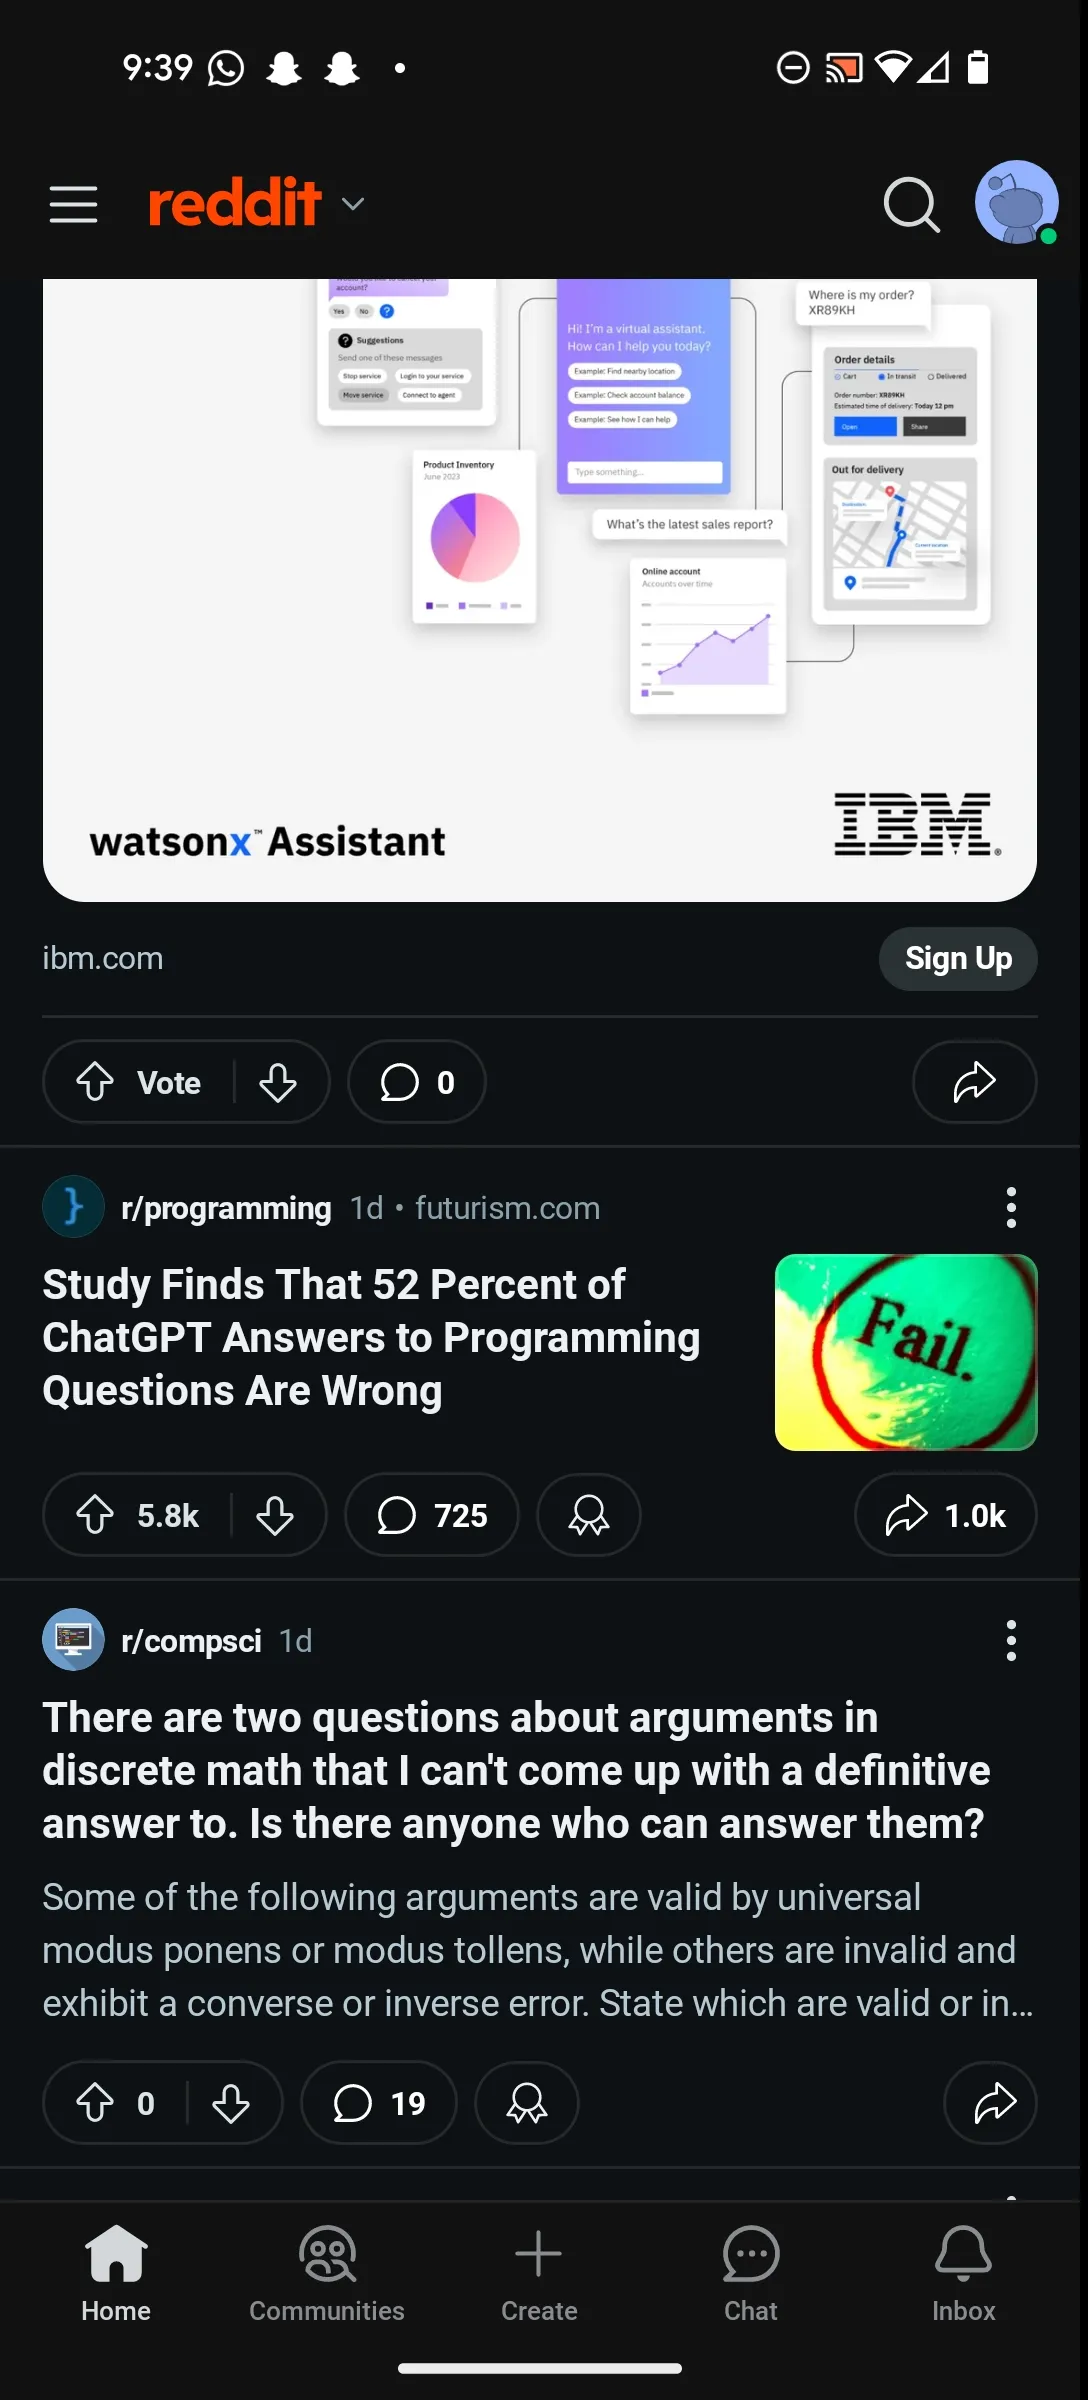 9:39
reddit
account?
Yes No ?
? Suggestions
Send one of these messages
Stop service Login to your service
Move service Connect to agent
Hi! I'm a virtual assistant.
How can I help you today?
Example: Find nearby location
Example: Check account balance
Example: See how I can help
Type something...
Where is my order?
XR89KH
Order details
Cart In transit Delivered
Order number: XR89KH
Estimated time of delivery: Today 12 pm
Open Share
Out for delivery
Current location
Product Inventory
June 2023
What's the latest sales report?
Online account
Accounts over time
watsonx™ Assistant
IBM®
ibm.com
Sign Up
Vote 0
r/programming 1d • futurism.com
Study Finds That 52 Percent of
ChatGPT Answers to Programming
Questions Are Wrong
Fail.
5.8k 725 1.0k
r/compsci 1d
There are two questions about arguments in
discrete math that I can't come up with a definitive
answer to. Is there anyone who can answer them?
Some of the following arguments are valid by universal
modus ponens or modus tollens, while others are invalid and
exhibit a converse or inverse error. State which are valid or in...
0 19
Home Communities Create Chat Inbox